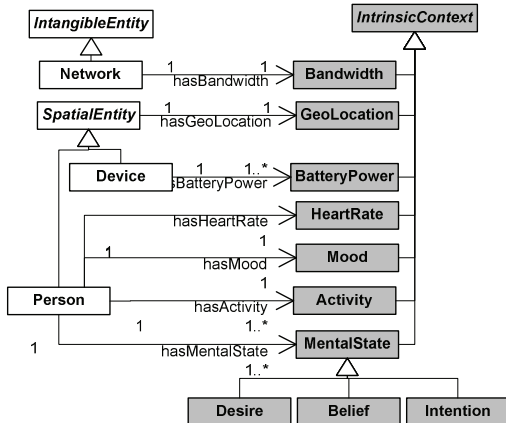 IntangibleEntity
IntrinsicContext
1 1
Network
hasBandwidth
Bandwidth
SpatialEntity
1 1
hasGeoLocation
GeoLocation
Device
1 1..*
sBatteryPower
BatteryPower
hasHeartRate
HeartRate
1
1
hasMood
Mood
1
Person
hasActivity
Activity
1 1..*
1
hasMentalState
MentalState
1..*
Desire
Belief
Intention